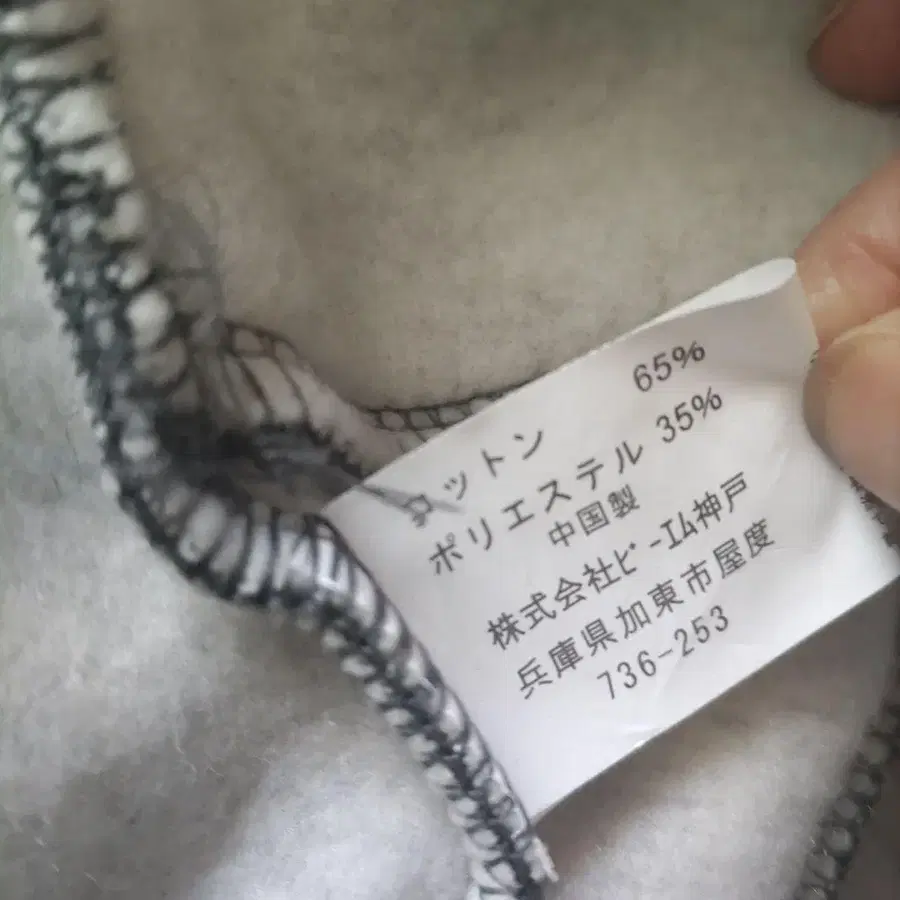 コットン 65%
ポリエステル 35%
中国製
株式会社ﾋﾞｰｴﾑ神戸
兵庫県加東市屋度
736-253